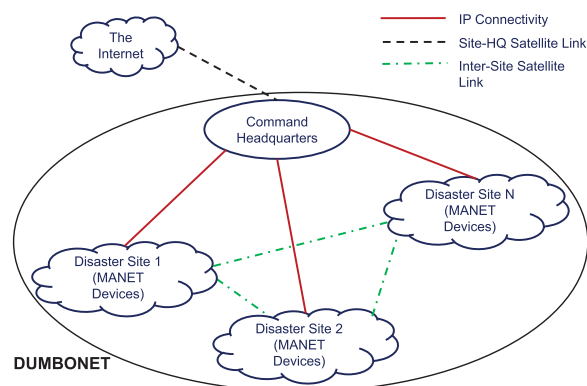 The
Internet
IP Connectivity
Site-HQ Satellite Link
Inter-Site Satellite
Link
Command
Headquarters
Disaster Site N
(MANET
Devices)
Disaster Site 1
(MANET
Devices)
Disaster Site 2
(MANET
Devices)
DUMBONET